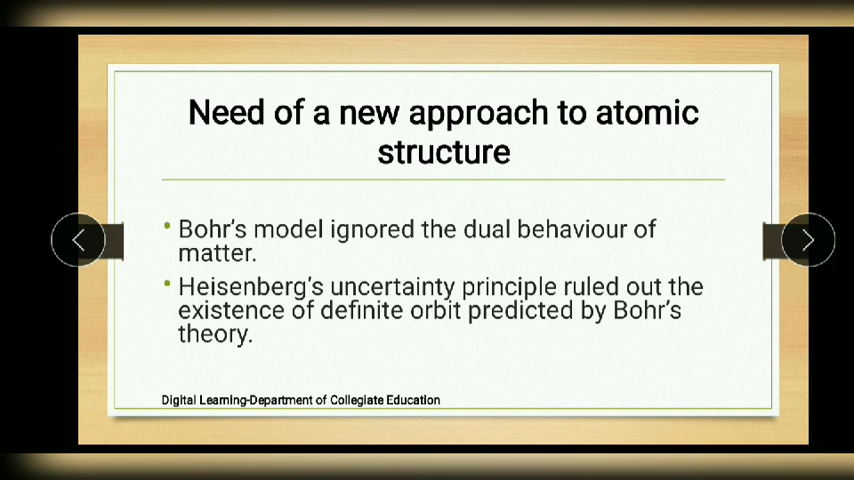 Need of a new approach to atomic
structure
• Bohr's model ignored the dual behaviour of
matter.
• Heisenberg's uncertainty principle ruled out the
existence of definite orbit predicted by Bohr's
theory.
Digital Learning-Department of Collegiate Education